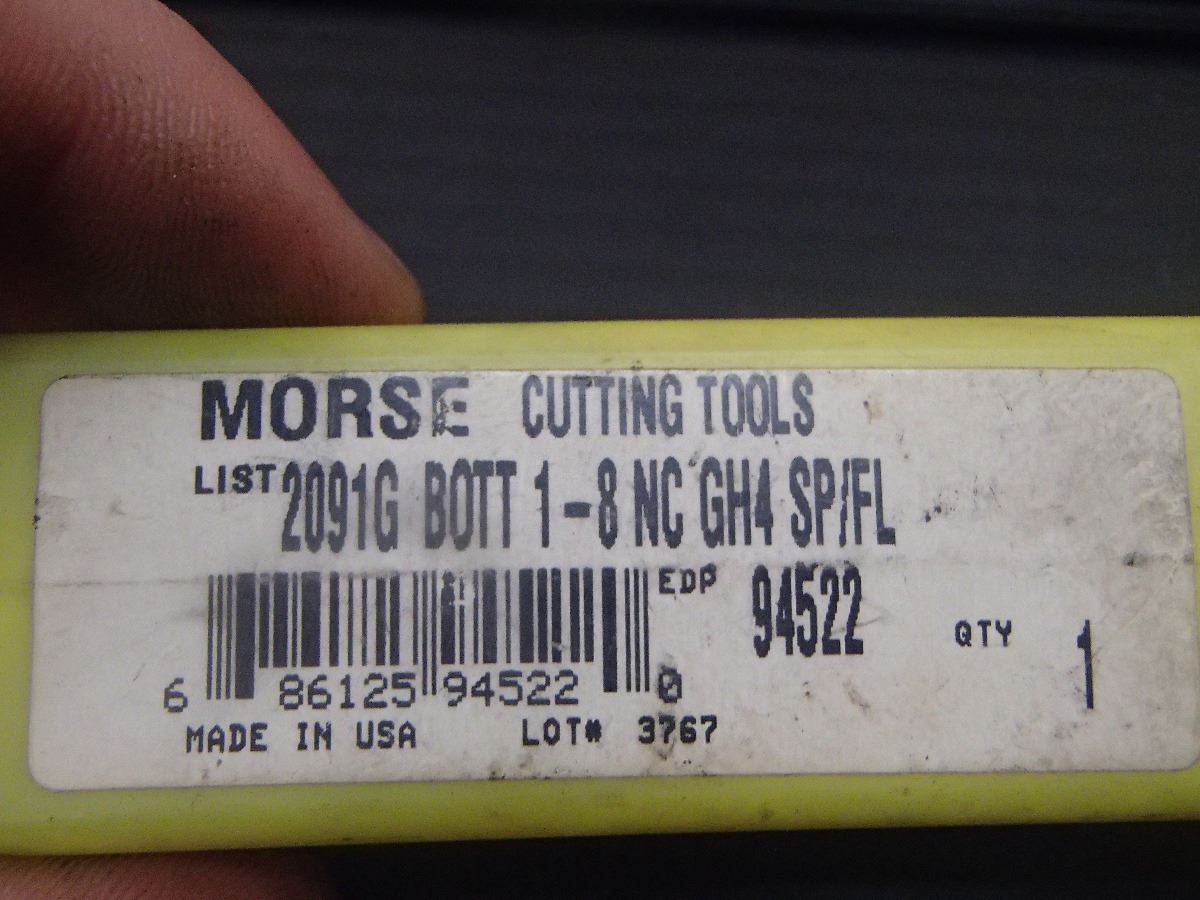 MORSE CUTTING TOOLS
LIST 2091G BOTT 1-8 NC GH4 SP/FL
EDP 94522 QTY 1
6 86125 94522 0
MADE IN USA LOT# 3767